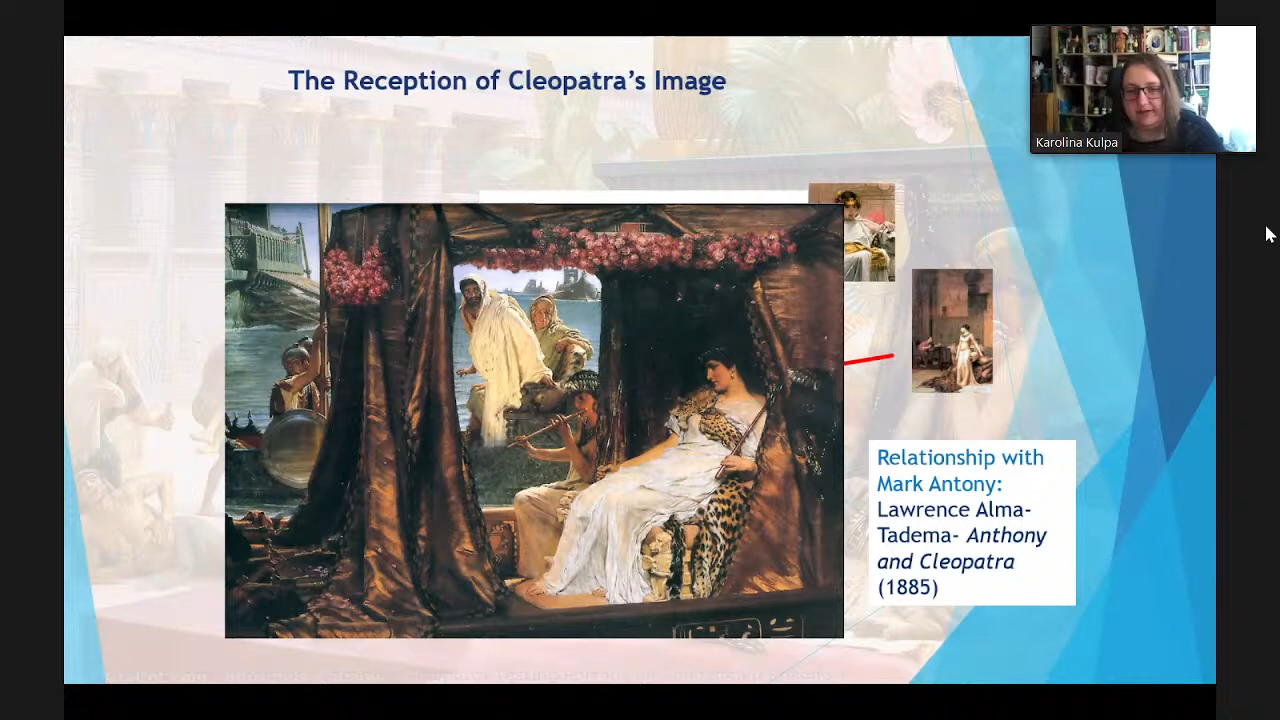 The Reception of Cleopatra’s Image
Karolina Kulpa
Relationship with
Mark Antony:
Lawrence Alma-
Tadema- Anthony
and Cleopatra
(1885)